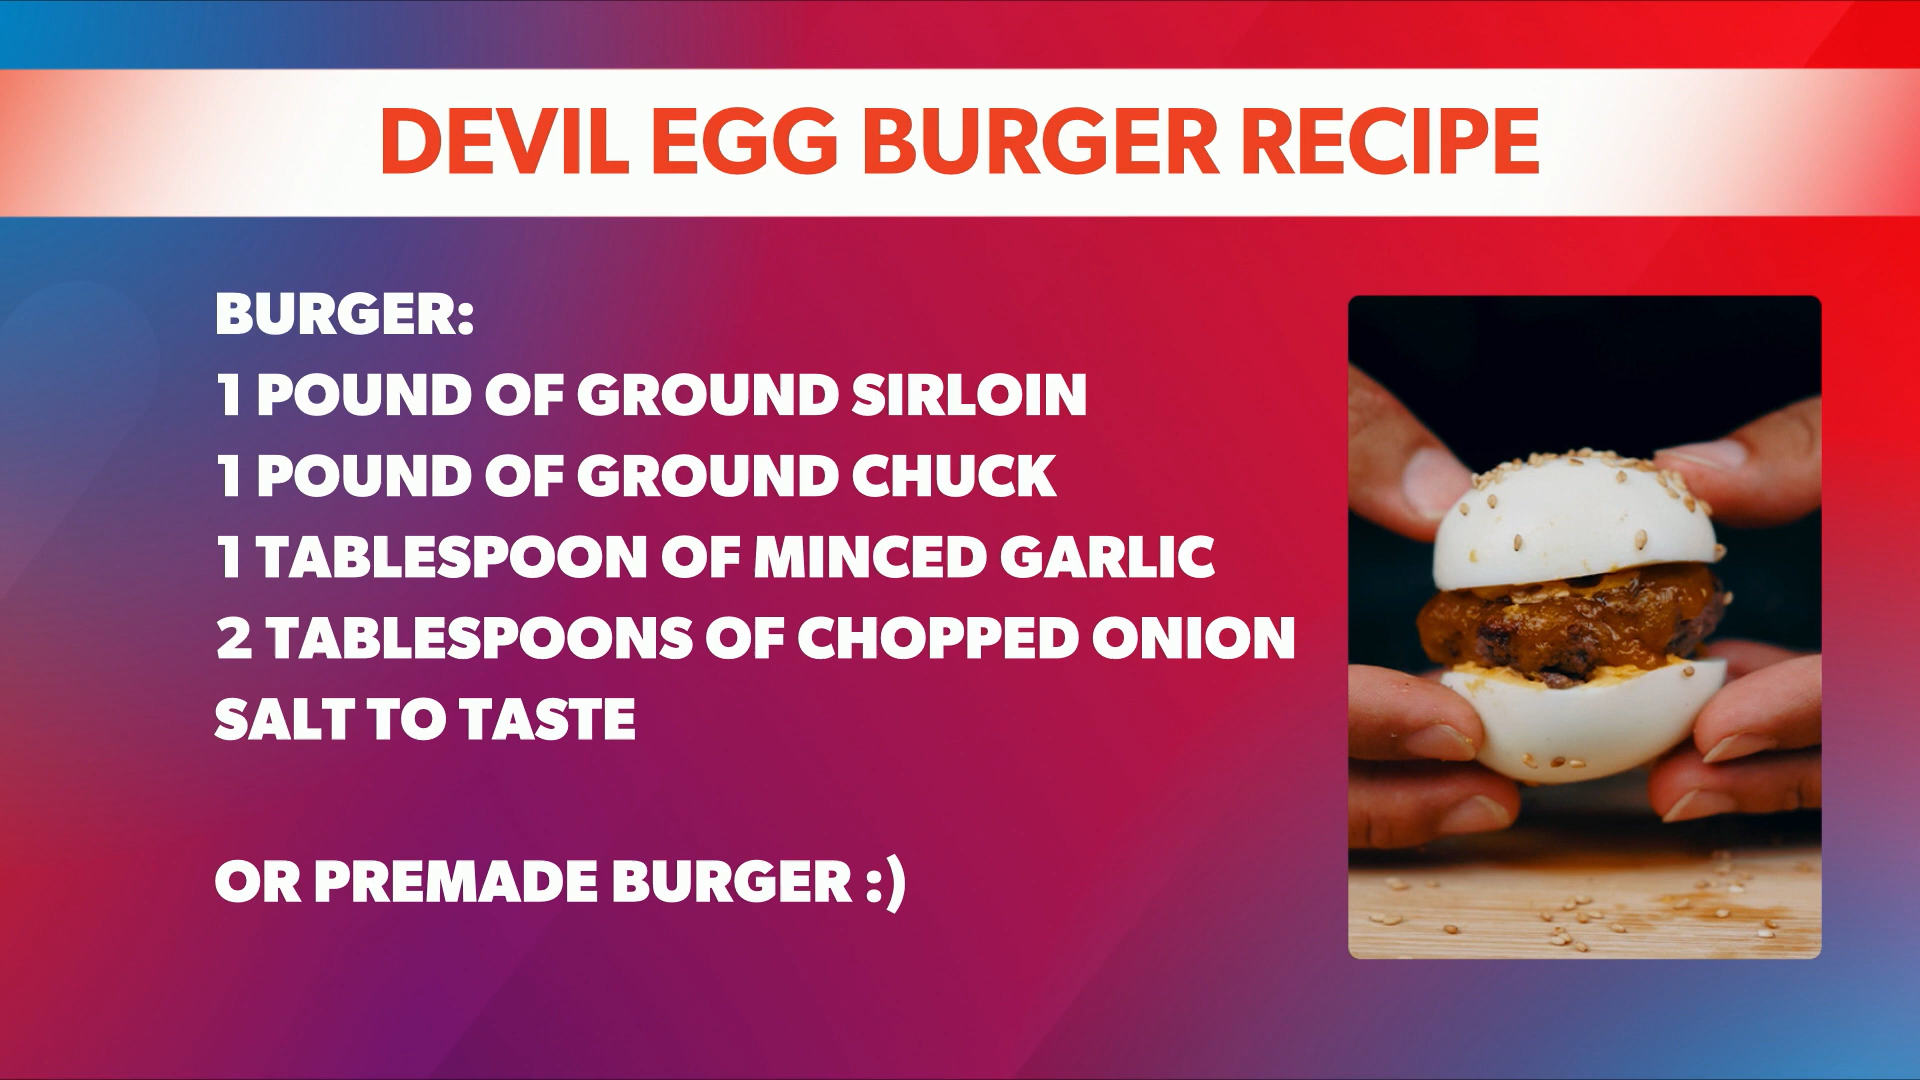 DEVIL EGG BURGER RECIPE
BURGER:
1 POUND OF GROUND SIRLOIN
1 POUND OF GROUND CHUCK
1 TABLESPOON OF MINCED GARLIC
2 TABLESPOONS OF CHOPPED ONION
SALT TO TASTE
OR PREMADE BURGER :)